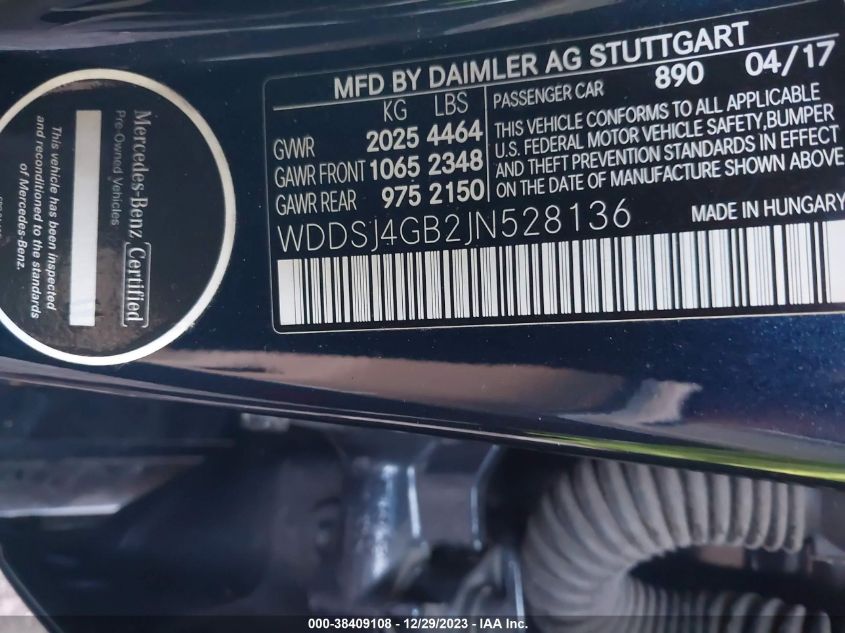 Mercedes-Benz Certified
Pre-Owned Vehicles
This vehicle has been inspected
and reconditioned to the standards
of Mercedes-Benz.
MFD BY DAIMLER AG STUTTGART
KG LBS
GVWR 2025 4464
GAWR FRONT 1065 2348
GAWR REAR 975 2150
PASSENGER CAR 890 04/17
THIS VEHICLE CONFORMS TO ALL APPLICABLE
U.S. FEDERAL MOTOR VEHICLE SAFETY, BUMPER
AND THEFT PREVENTION STANDARDS IN EFFECT
ON THE DATE OF MANUFACTURE SHOWN ABOVE
WDDSJ4GB2JN528136 MADE IN HUNGARY
000-38409108 - 12/29/2023 - IAA Inc.